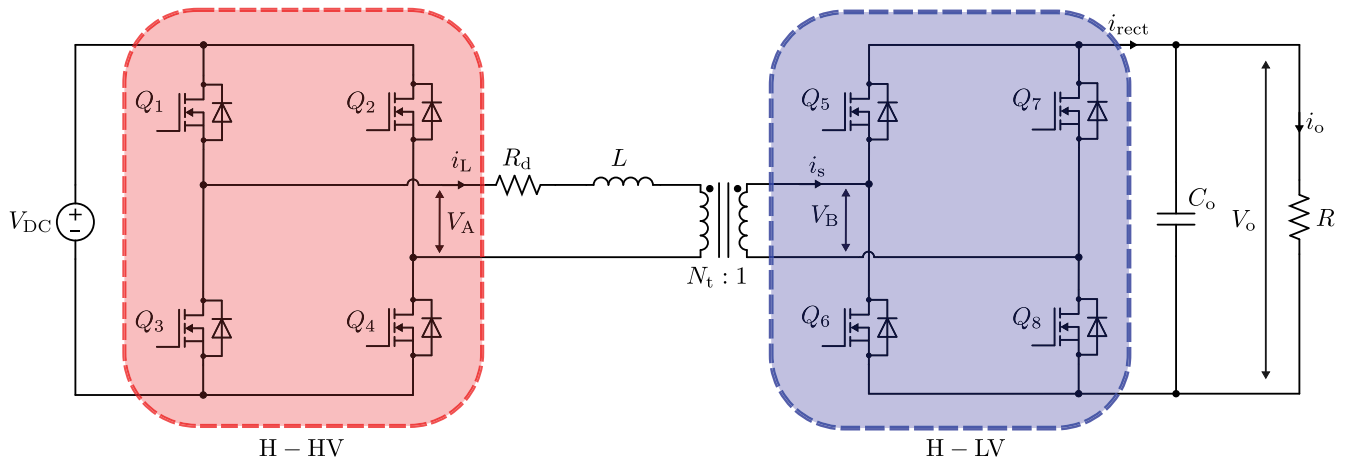 i_rect
Q_1
Q_2
Q_5
Q_7
i_o
i_L
R_d
L
i_s
C_o
V_DC
+
-
V_A
V_B
V_o
R
N_t : 1
Q_3
Q_4
Q_6
Q_8
H − HV
H − LV